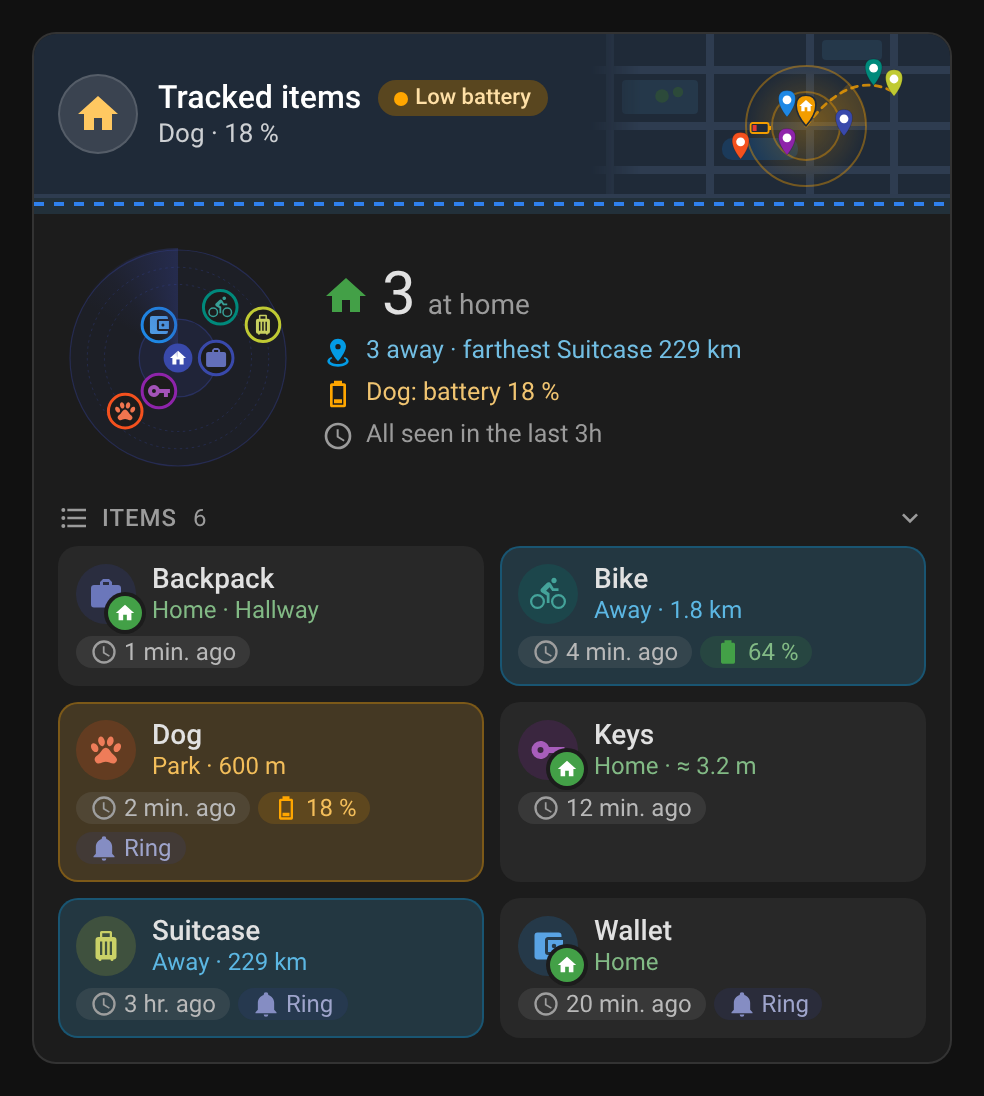 Tracked items
Low battery
Dog · 18 %
3 at home
3 away · farthest Suitcase 229 km
Dog: battery 18 %
All seen in the last 3h
ITEMS 6
Backpack
Home · Hallway
1 min. ago
Bike
Away · 1.8 km
4 min. ago
64 %
Dog
Park · 600 m
2 min. ago
18 %
Ring
Keys
Home · ≈ 3.2 m
12 min. ago
Suitcase
Away · 229 km
3 hr. ago
Ring
Wallet
Home
20 min. ago
Ring